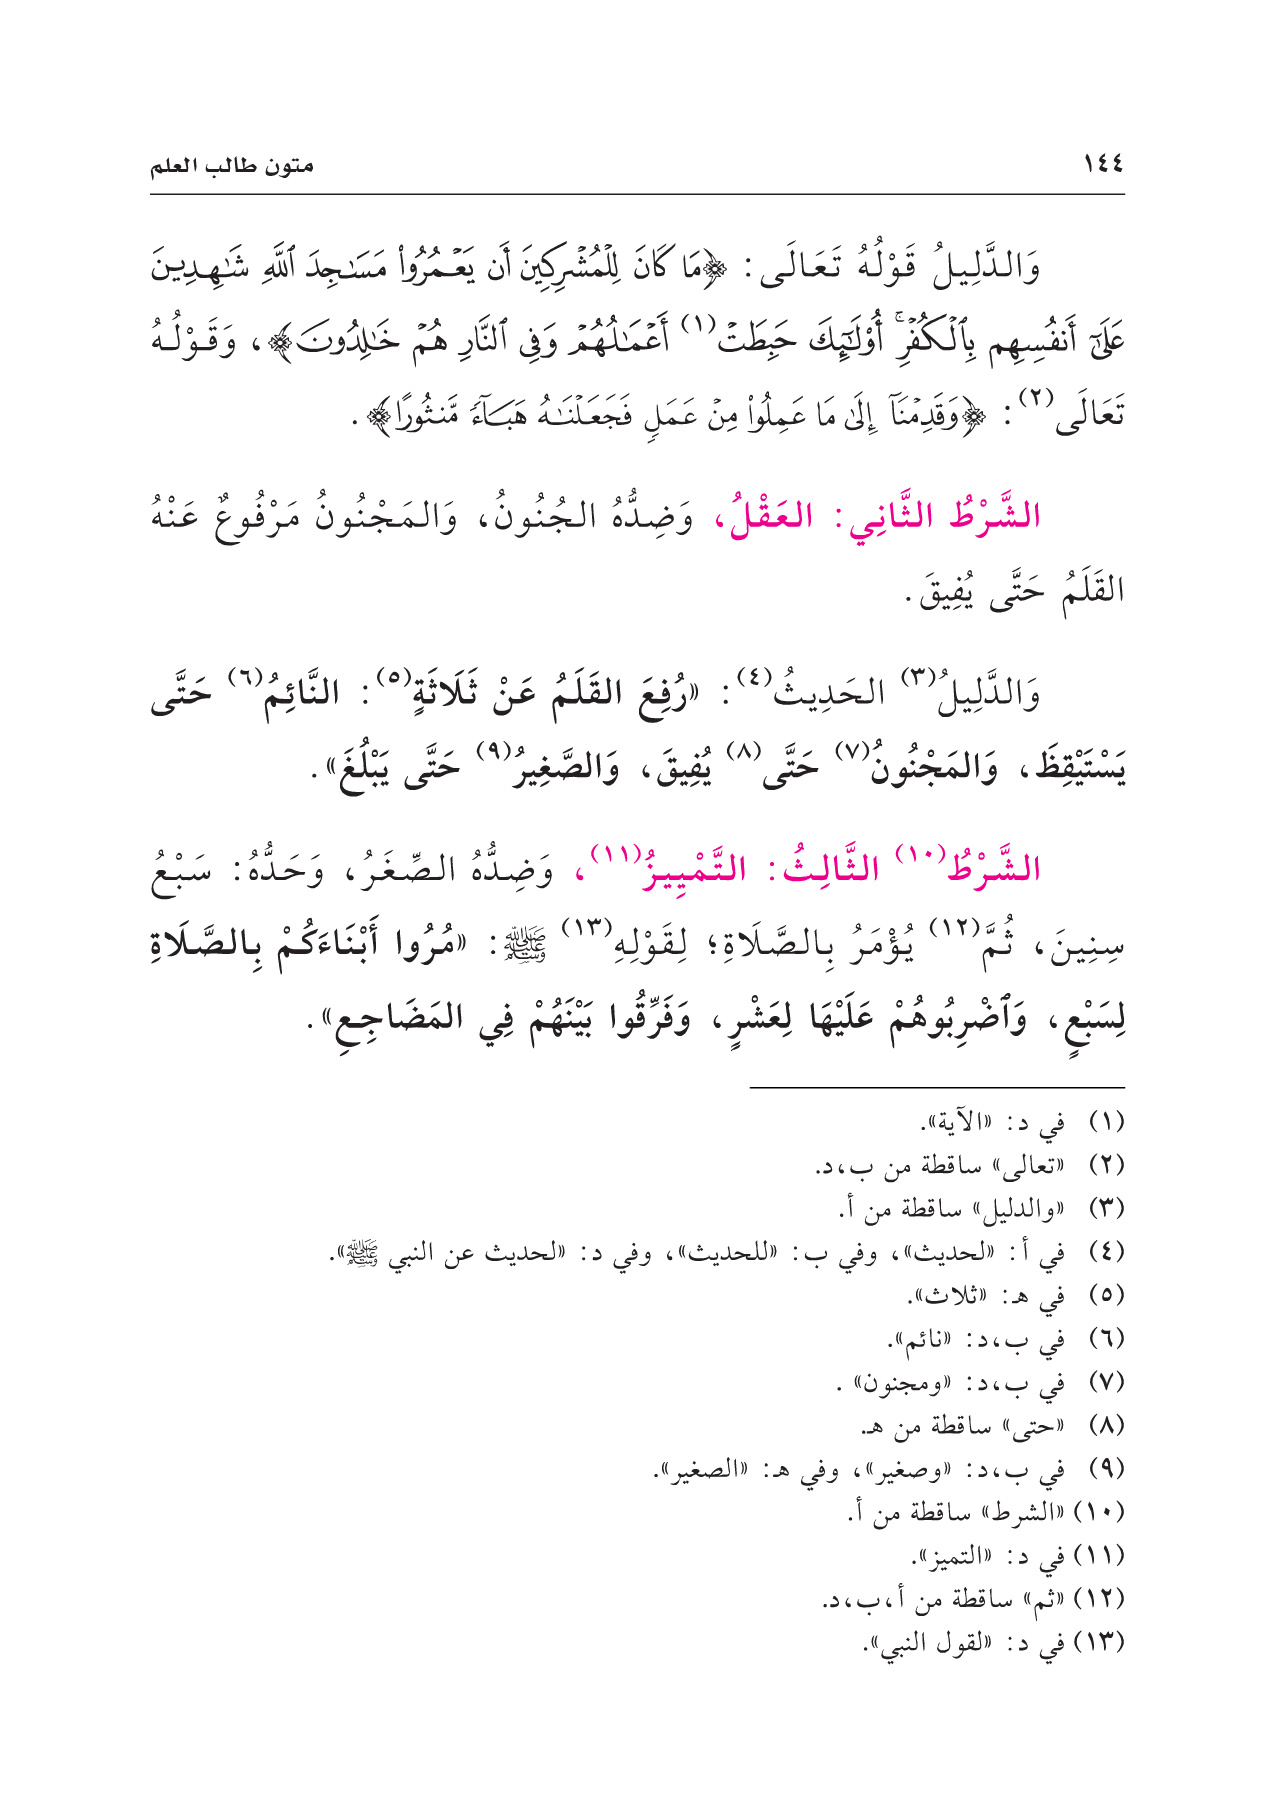 ١٤٤ متون طالب العلم
وَالدَّلِيلُ قَوْلُهُ تَعَالَى: ﴿مَا كَانَ لِلْمُشْرِكِينَ أَن يَعْمُرُوا۟ مَسَـٰجِدَ ٱللَّهِ شَـٰهِدِينَ
عَلَىٰٓ أَنفُسِهِم بِٱلْكُفْرِ ۚ أُو۟لَـٰٓئِكَ حَبِطَتْ(١) أَعْمَـٰلُهُمْ وَفِى ٱلنَّارِ هُمْ خَـٰلِدُونَ﴾، وَقَوْلُهُ
تَعَالَى(٢): ﴿وَقَدِمْنَآ إِلَىٰ مَا عَمِلُوا۟ مِنْ عَمَلٍ فَجَعَلْنَـٰهُ هَبَآءً مَّنثُورًا﴾.
الشَّرْطُ الثَّانِي: العَقْلُ، وَضِدُّهُ الجُنُونُ، وَالمَجْنُونُ مَرْفُوعٌ عَنْهُ
القَلَمُ حَتَّى يُفِيقَ.
وَالدَّلِيلُ(٣) الحَدِيثُ(٤): «رُفِعَ القَلَمُ عَنْ ثَلَاثَةٍ(٥): النَّائِمُ(٦) حَتَّى
يَسْتَيْقِظَ، وَالمَجْنُونُ(٧) حَتَّى(٨) يُفِيقَ، وَالصَّغِيرُ(٩) حَتَّى يَبْلُغَ».
الشَّرْطُ(١٠) الثَّالِثُ: التَّمْيِيزُ(١١)، وَضِدُّهُ الصِّغَرُ، وَحَدُّهُ: سَبْعُ
سِنِينَ، ثُمَّ(١٢) يُؤْمَرُ بِالصَّلَاةِ؛ لِقَوْلِهِ(١٣) ﷺ: «مُرُوا أَبْنَاءَكُمْ بِالصَّلَاةِ
لِسَبْعٍ، وَٱضْرِبُوهُمْ عَلَيْهَا لِعَشْرٍ، وَفَرِّقُوا بَيْنَهُمْ فِي المَضَاجِعِ».
(١) في د: «الآية».
(٢) «تعالى» ساقطة من ب،د.
(٣) «والدليل» ساقطة من أ.
(٤) في أ: «لحديث»، وفي ب: «للحديث»، وفي د: «لحديث عن النبي ﷺ».
(٥) في هـ: «ثلاث».
(٦) في ب،د: «نائم».
(٧) في ب،د: «ومجنون» .
(٨) «حتى» ساقطة من هـ.
(٩) في ب،د: «وصغير»، وفي هـ: «الصغير».
(١٠) «الشرط» ساقطة من أ.
(١١) في د: «التميز».
(١٢) «ثم» ساقطة من أ،ب،د.
(١٣) في د: «لقول النبي».